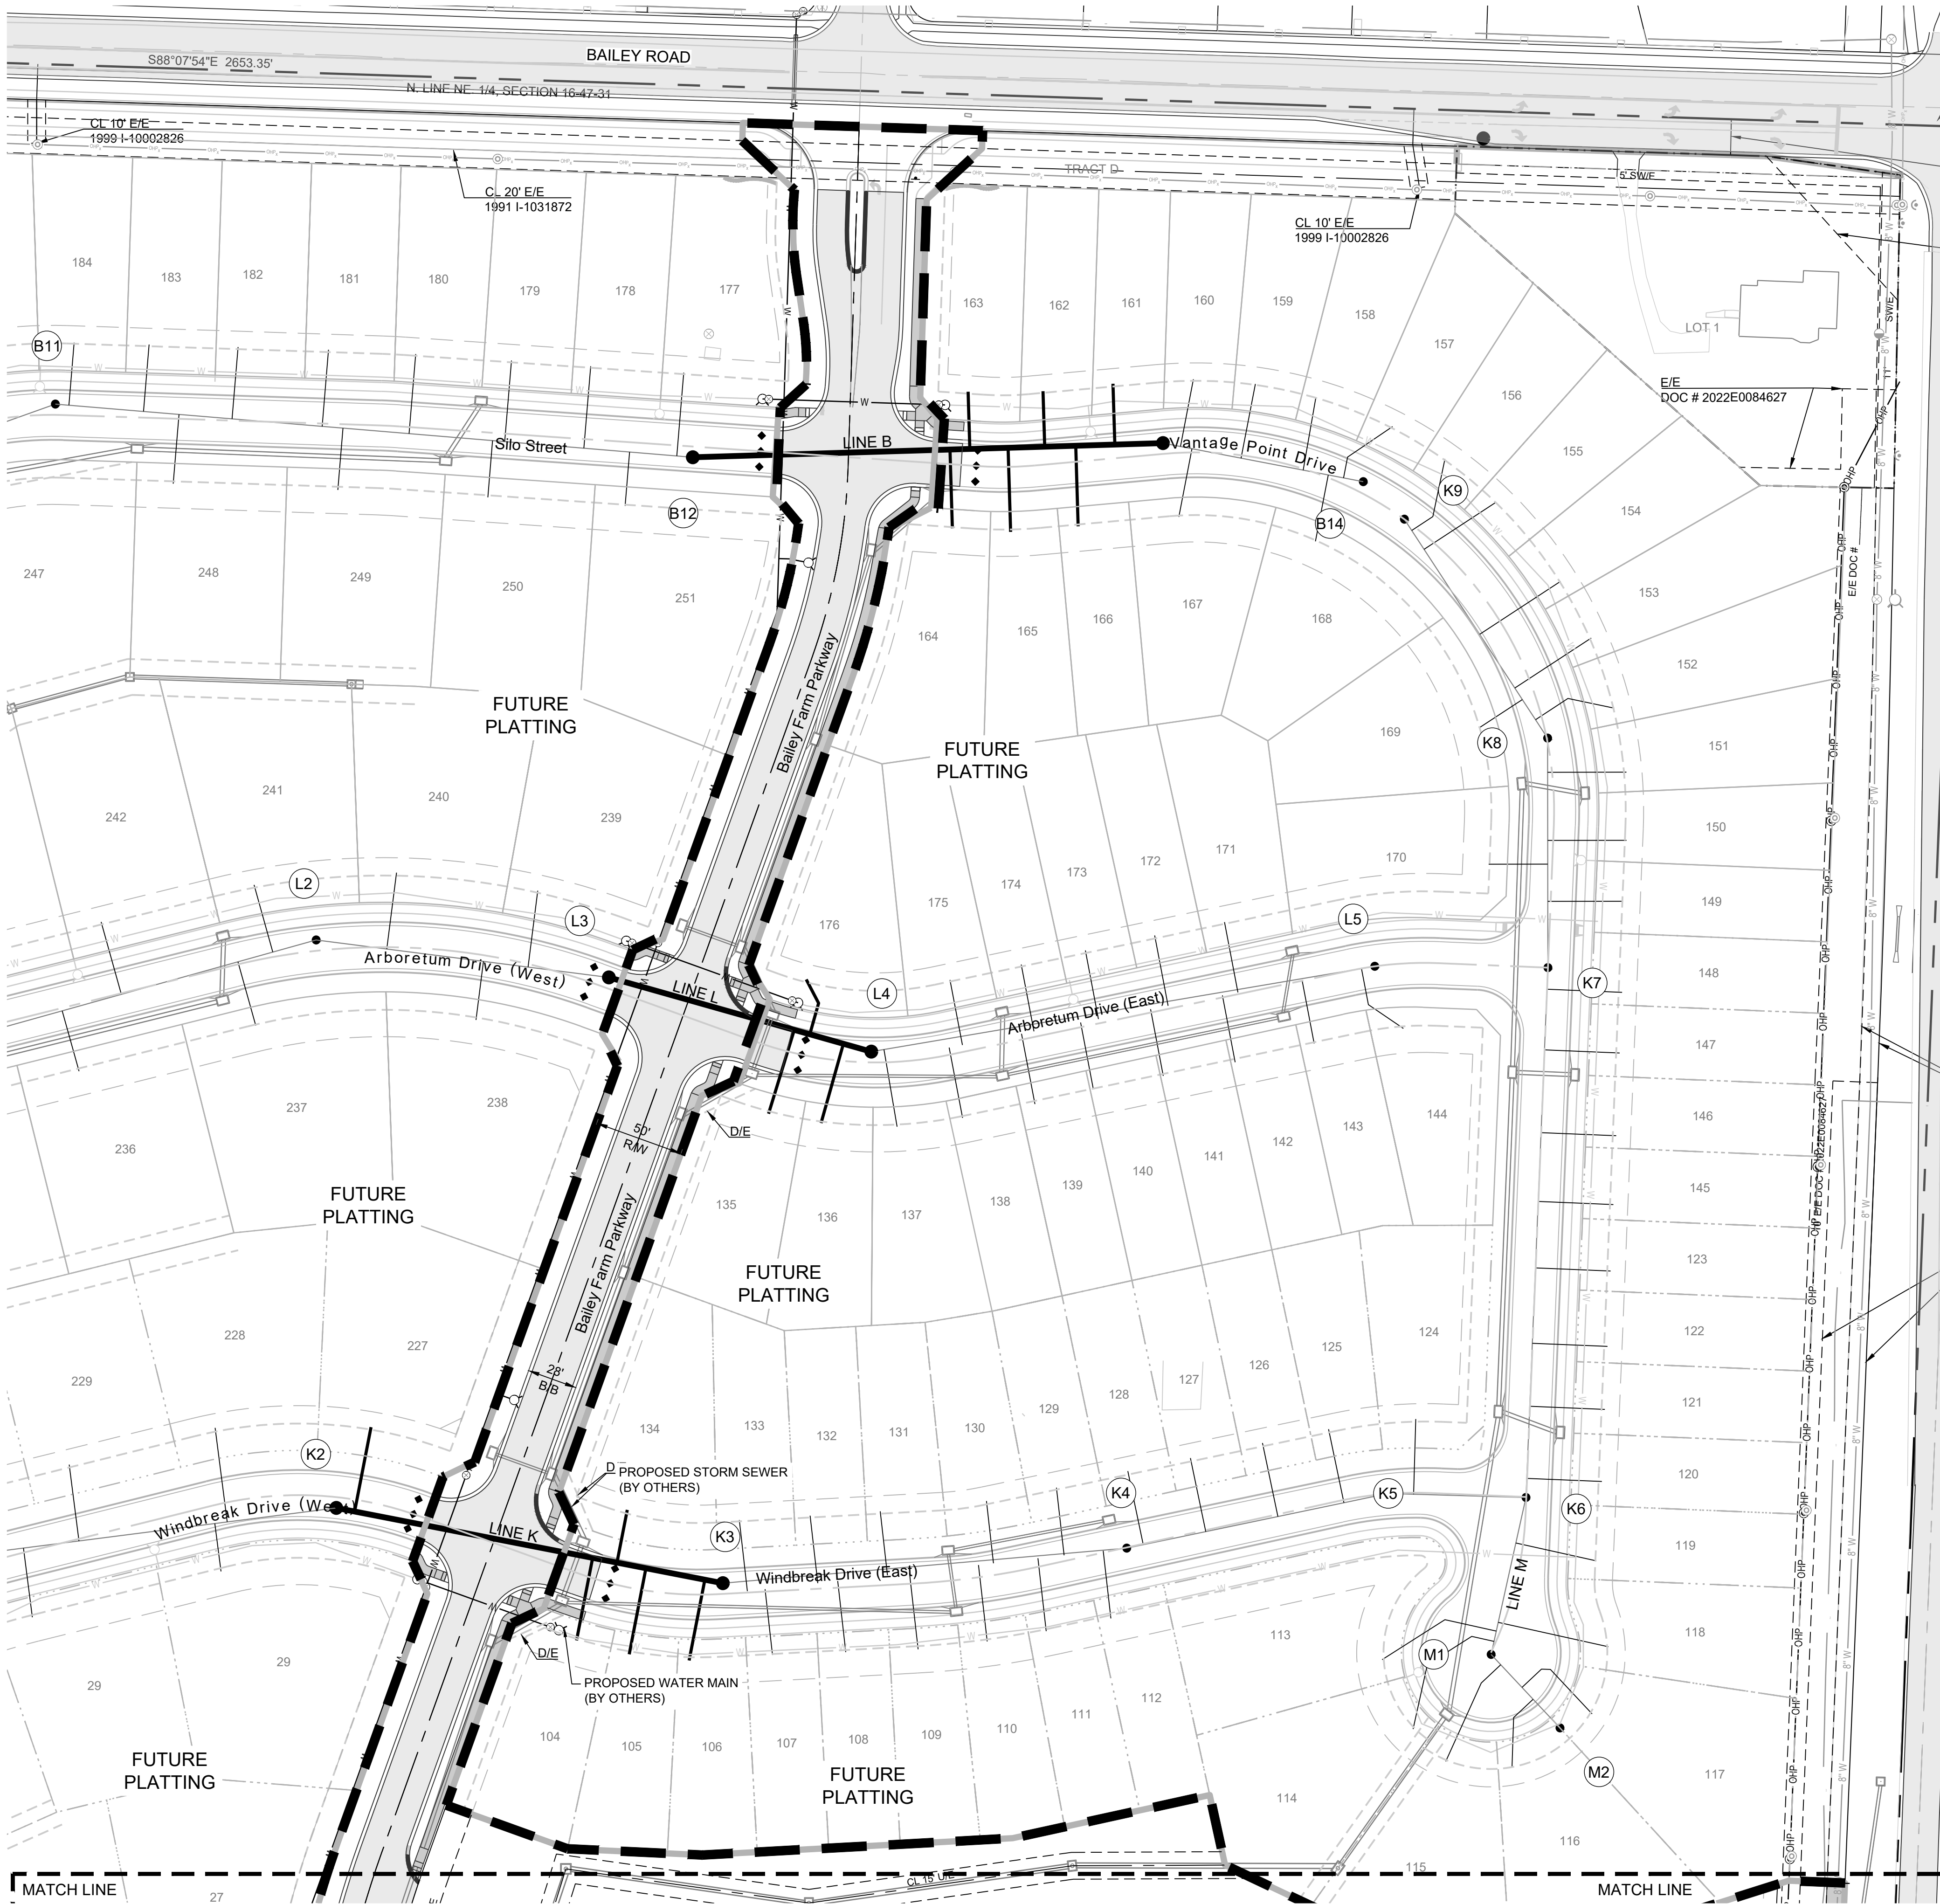 BAILEY ROAD
S88°07'54"E 2653.35'
N. LINE NE. 1/4, SECTION 16-47-31
CL 10' E/E
1999 I-10002826
CL 20' E/E
1991 I-1031872
TRACT D
5' SW/E
CL 10' E/E
1999 I-10002826
184
183
182
181
180
179
178
177
163
162
161
160
159
158
157
156
155
154
153
152
151
150
149
148
147
146
145
123
122
121
120
119
118
117
116
115
114
LOT 1
SW/E
E/E
DOC # 2022E0084627
E/E DOC #
B11
Silo Street
LINE B
Vantage Point Drive
B12
B14
K9
247
248
249
250
251
164
165
166
167
168
169
170
Bailey Farm Parkway
FUTURE
PLATTING
FUTURE
PLATTING
K8
242
241
240
239
176
175
174
173
172
171
L2
L3
L4
L5
K7
Arboretum Drive (West)
LINE L
Arboretum Drive (East)
50'
R/W
D/E
236
237
238
135
136
137
138
139
140
141
142
143
144
FUTURE
PLATTING
Bailey Farm Parkway
FUTURE
PLATTING
28'
B/B
229
228
227
134
133
132
131
130
129
128
127
126
125
124
K2
K3
K4
K5
K6
PROPOSED STORM SEWER
(BY OTHERS)
Windbreak Drive (West)
LINE K
Windbreak Drive (East)
LINE M
D/E
PROPOSED WATER MAIN
(BY OTHERS)
M1
M2
29
29
27
104
105
106
107
108
109
110
111
112
113
FUTURE
PLATTING
FUTURE
PLATTING
CL 15' U/E
MATCH LINE
MATCH LINE
W
8" W
OHP